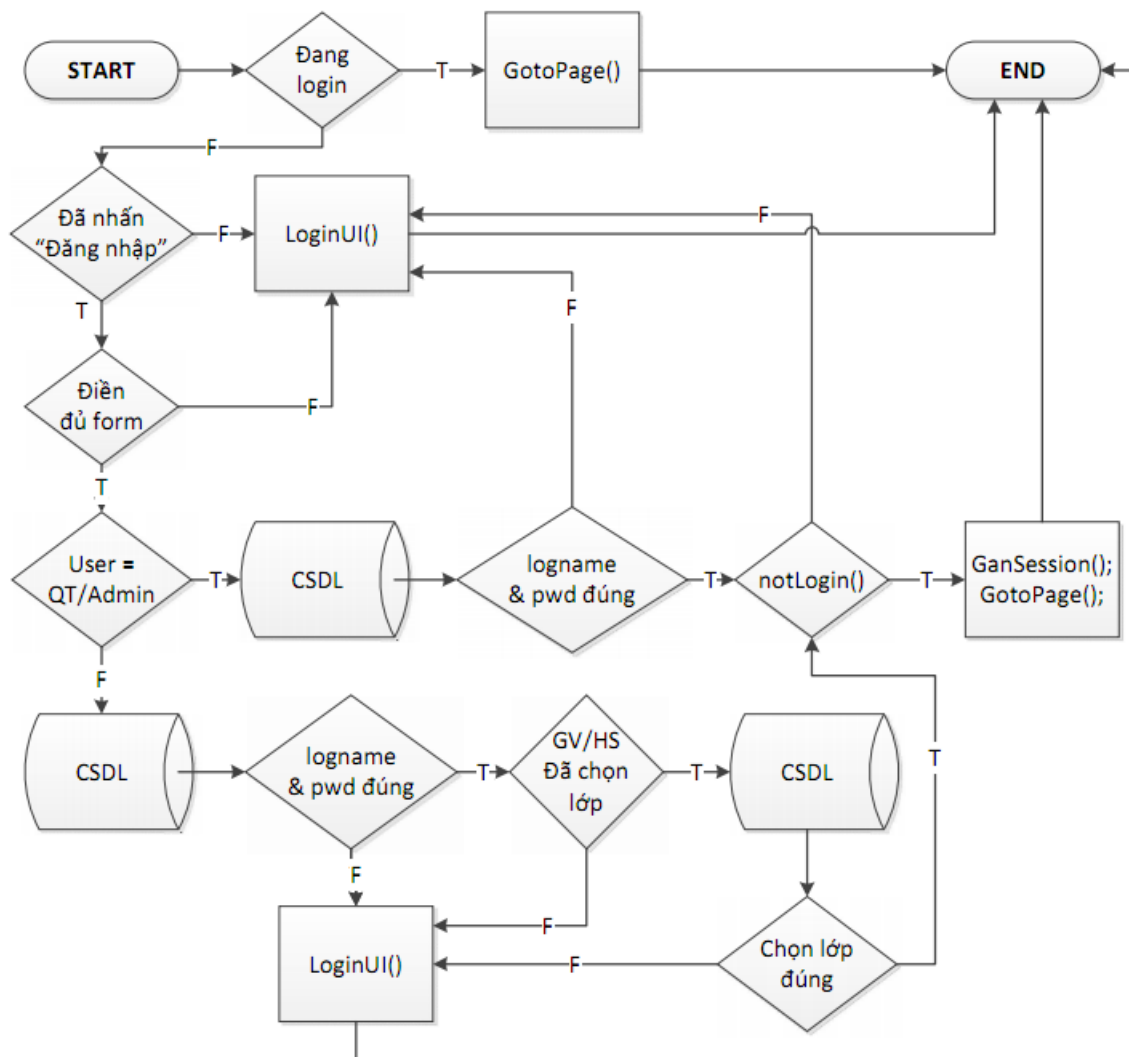 START
Đang
login
T
GotoPage()
END
F
Đã nhấn
“Đăng nhập”
F
LoginUI()
F
T
F
Điền
đủ form
F
T
User =
QT/Admin
T
CSDL
logname
& pwd đúng
T
notLogin()
T
GanSession();
GotoPage();
F
CSDL
logname
& pwd đúng
T
GV/HS
Đã chọn
lớp
T
CSDL
T
F
F
LoginUI()
F
Chọn lớp
đúng